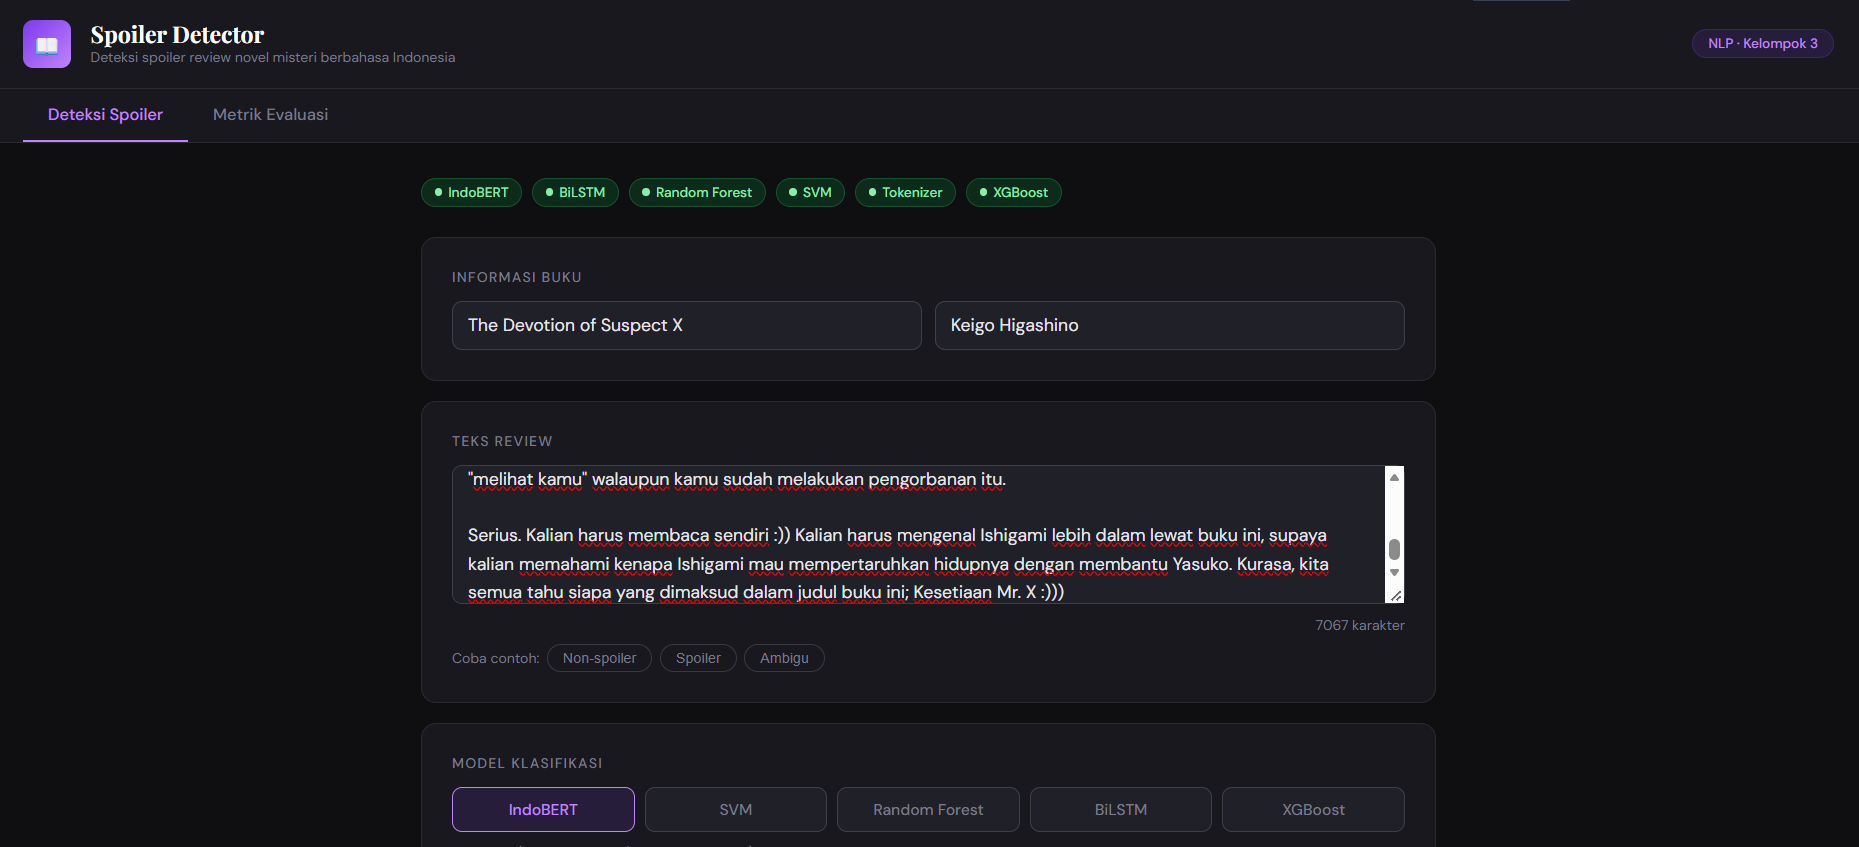 Spoiler Detector
Deteksi spoiler review novel misteri berbahasa Indonesia
NLP · Kelompok 3
Deteksi Spoiler
Metrik Evaluasi
IndoBERT
BiLSTM
Random Forest
SVM
Tokenizer
XGBoost
INFORMASI BUKU
The Devotion of Suspect X
Keigo Higashino
TEKS REVIEW
"melihat kamu" walaupun kamu sudah melakukan pengorbanan itu.
Serius. Kalian harus membaca sendiri :)) Kalian harus mengenal Ishigami lebih dalam lewat buku ini, supaya
kalian memahami kenapa Ishigami mau mempertaruhkan hidupnya dengan membantu Yasuko. Kurasa, kita
semua tahu siapa yang dimaksud dalam judul buku ini; Kesetiaan Mr. X :)))
7067 karakter
Coba contoh:
Non-spoiler
Spoiler
Ambigu
MODEL KLASIFIKASI
IndoBERT
SVM
Random Forest
BiLSTM
XGBoost